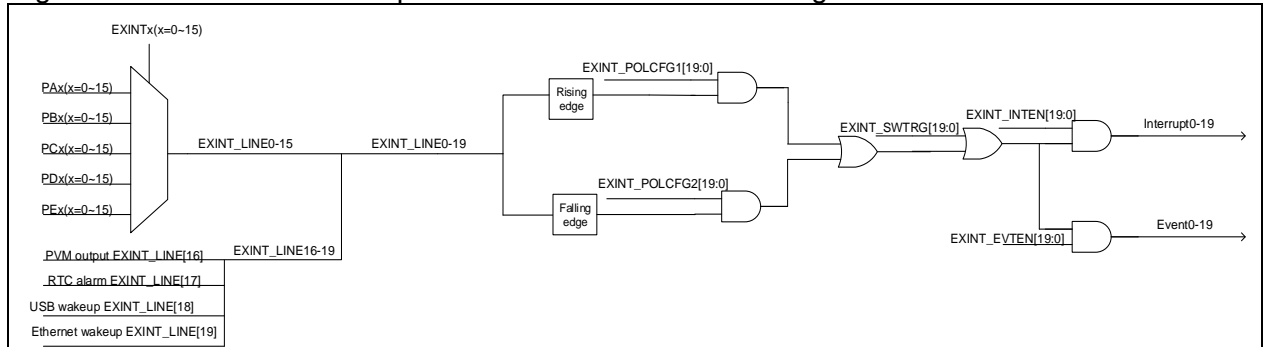 EXINTx(x=0~15)
PAx(x=0~15)
PBx(x=0~15)
PCx(x=0~15)
PDx(x=0~15)
PEx(x=0~15)
EXINT_LINE0-15
EXINT_LINE0-19
PVM output EXINT_LINE[16]
EXINT_LINE16-19
RTC alarm EXINT_LINE[17]
USB wakeup EXINT_LINE[18]
Ethernet wakeup EXINT_LINE[19]
Rising
edge
EXINT_POLCFG1[19:0]
Falling
edge
EXINT_POLCFG2[19:0]
EXINT_SWTRG[19:0]
EXINT_INTEN[19:0]
Interrupt0-19
EXINT_EVTEN[19:0]
Event0-19